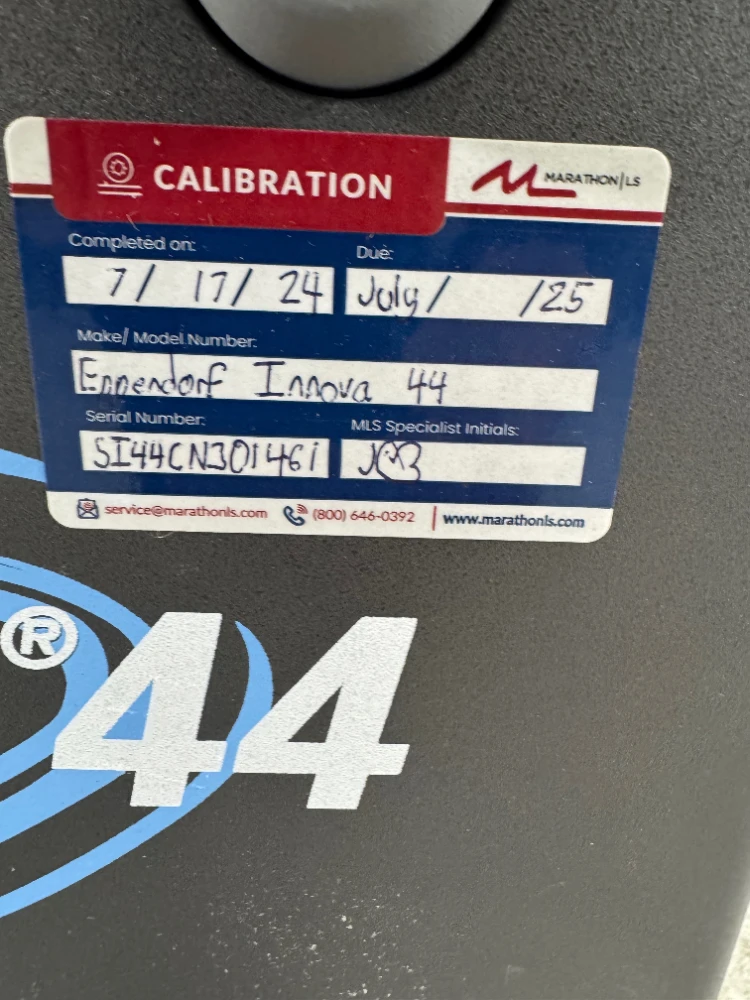 CALIBRATION
MARATHON|LS
Completed on:
7/ 17/ 24
Due:
July/ /25
Make/ Model Number:
Eppendorf Innova 44
Serial Number:
SI44CN301461
MLS Specialist Initials:
service@marathonls.com
(800) 646-0392
www.marathonls.com
® 44